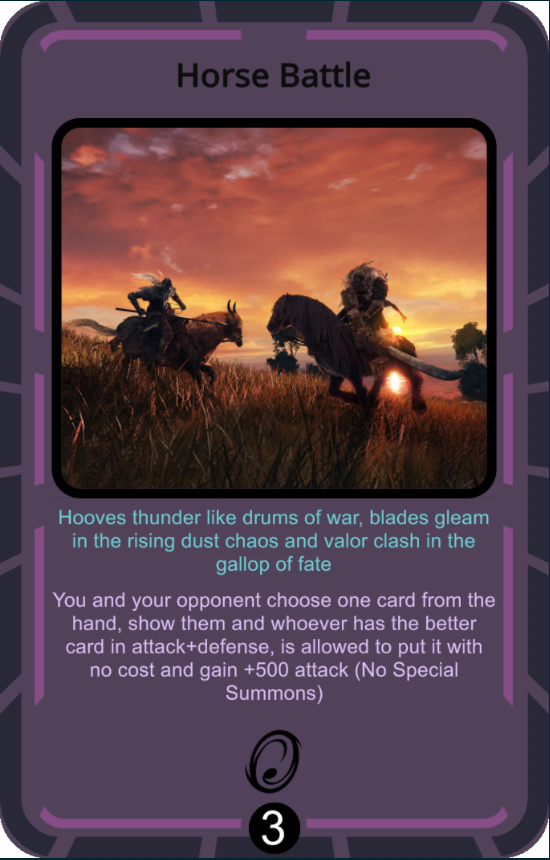 Horse Battle
Hooves thunder like drums of war, blades gleam
in the rising dust chaos and valor clash in the
gallop of fate
You and your opponent choose one card from the
hand, show them and whoever has the better
card in attack+defense, is allowed to put it with
no cost and gain +500 attack (No Special
Summons)
3